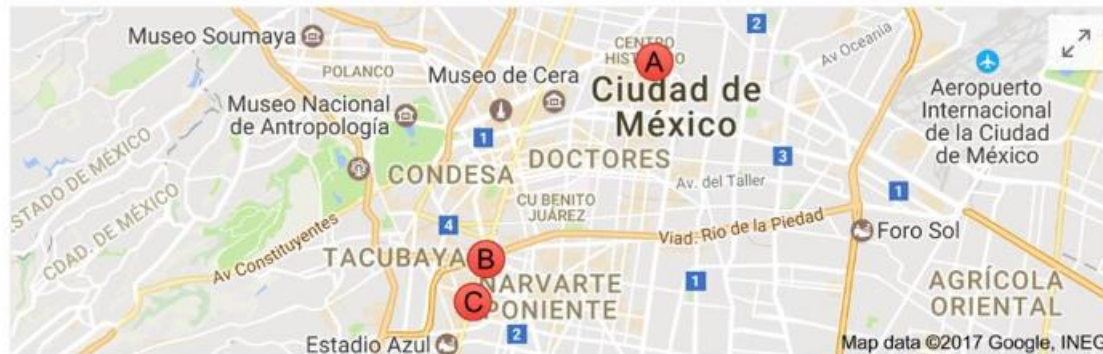 Museo Soumaya
POLANCO
Museo de Cera
CENTRO
A
Ciudad de
México
2
Av Oceanía
Aeropuerto
Internacional
de la Ciudad
de México
Museo Nacional
de Antropología
1
CONDESA
DOCTORES
3
Av. del Taller
1
ESTADO DE MÉXICO
CDAD. DE MÉXICO
CU BENITO
JUÁREZ
4
Av Constituyentes
TACUBAYA
B
Viad. Rio de la Piedad
Foro Sol
C
NARVARTE
PONIENTE
1
AGRÍCOLA
ORIENTAL
2
Estadio Azul
Map data ©2017 Google, INEG